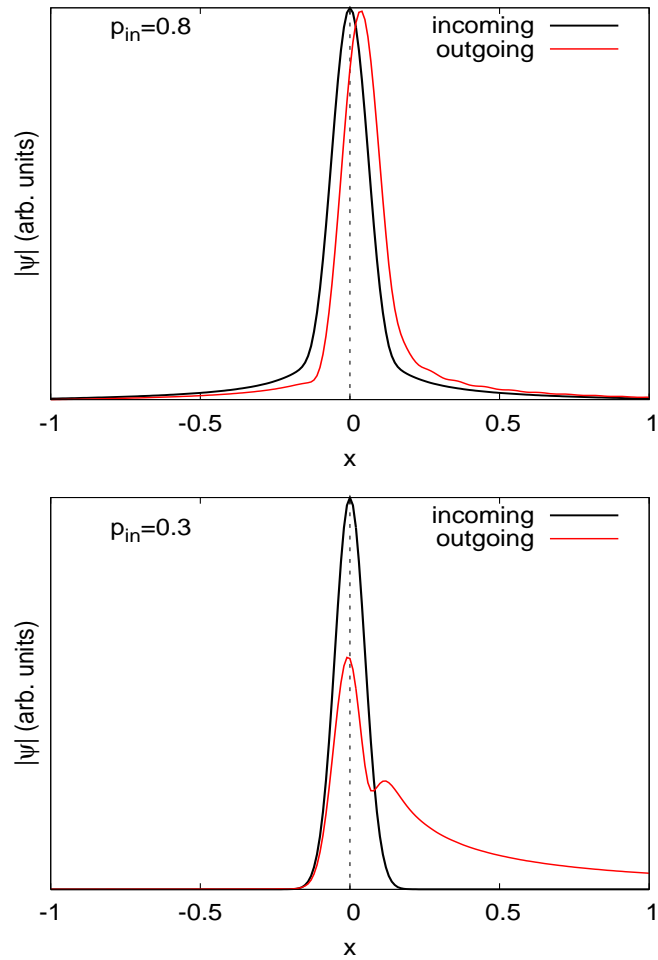 p_in=0.8
incoming
outgoing
|ψ| (arb. units)
-1 -0.5 0 0.5 1
x
p_in=0.3
incoming
outgoing
|ψ| (arb. units)
-1 -0.5 0 0.5 1
x